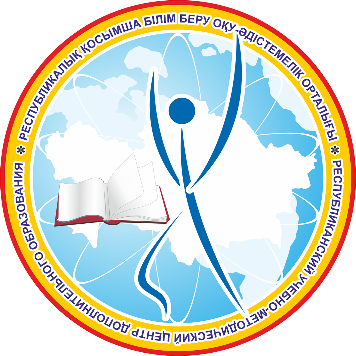 РЕСПУБЛИКАЛЫҚ ҚОСЫМША БІЛІМ БЕРУ ОҚУ-ӘДІСТЕМЕЛІК ОРТАЛЫҒЫ
РЕСПУБЛИКАНСКИЙ УЧЕБНО-МЕТОДИЧЕСКИЙ ЦЕНТР ДОПОЛНИТЕЛЬНОГО ОБРАЗОВАНИЯ